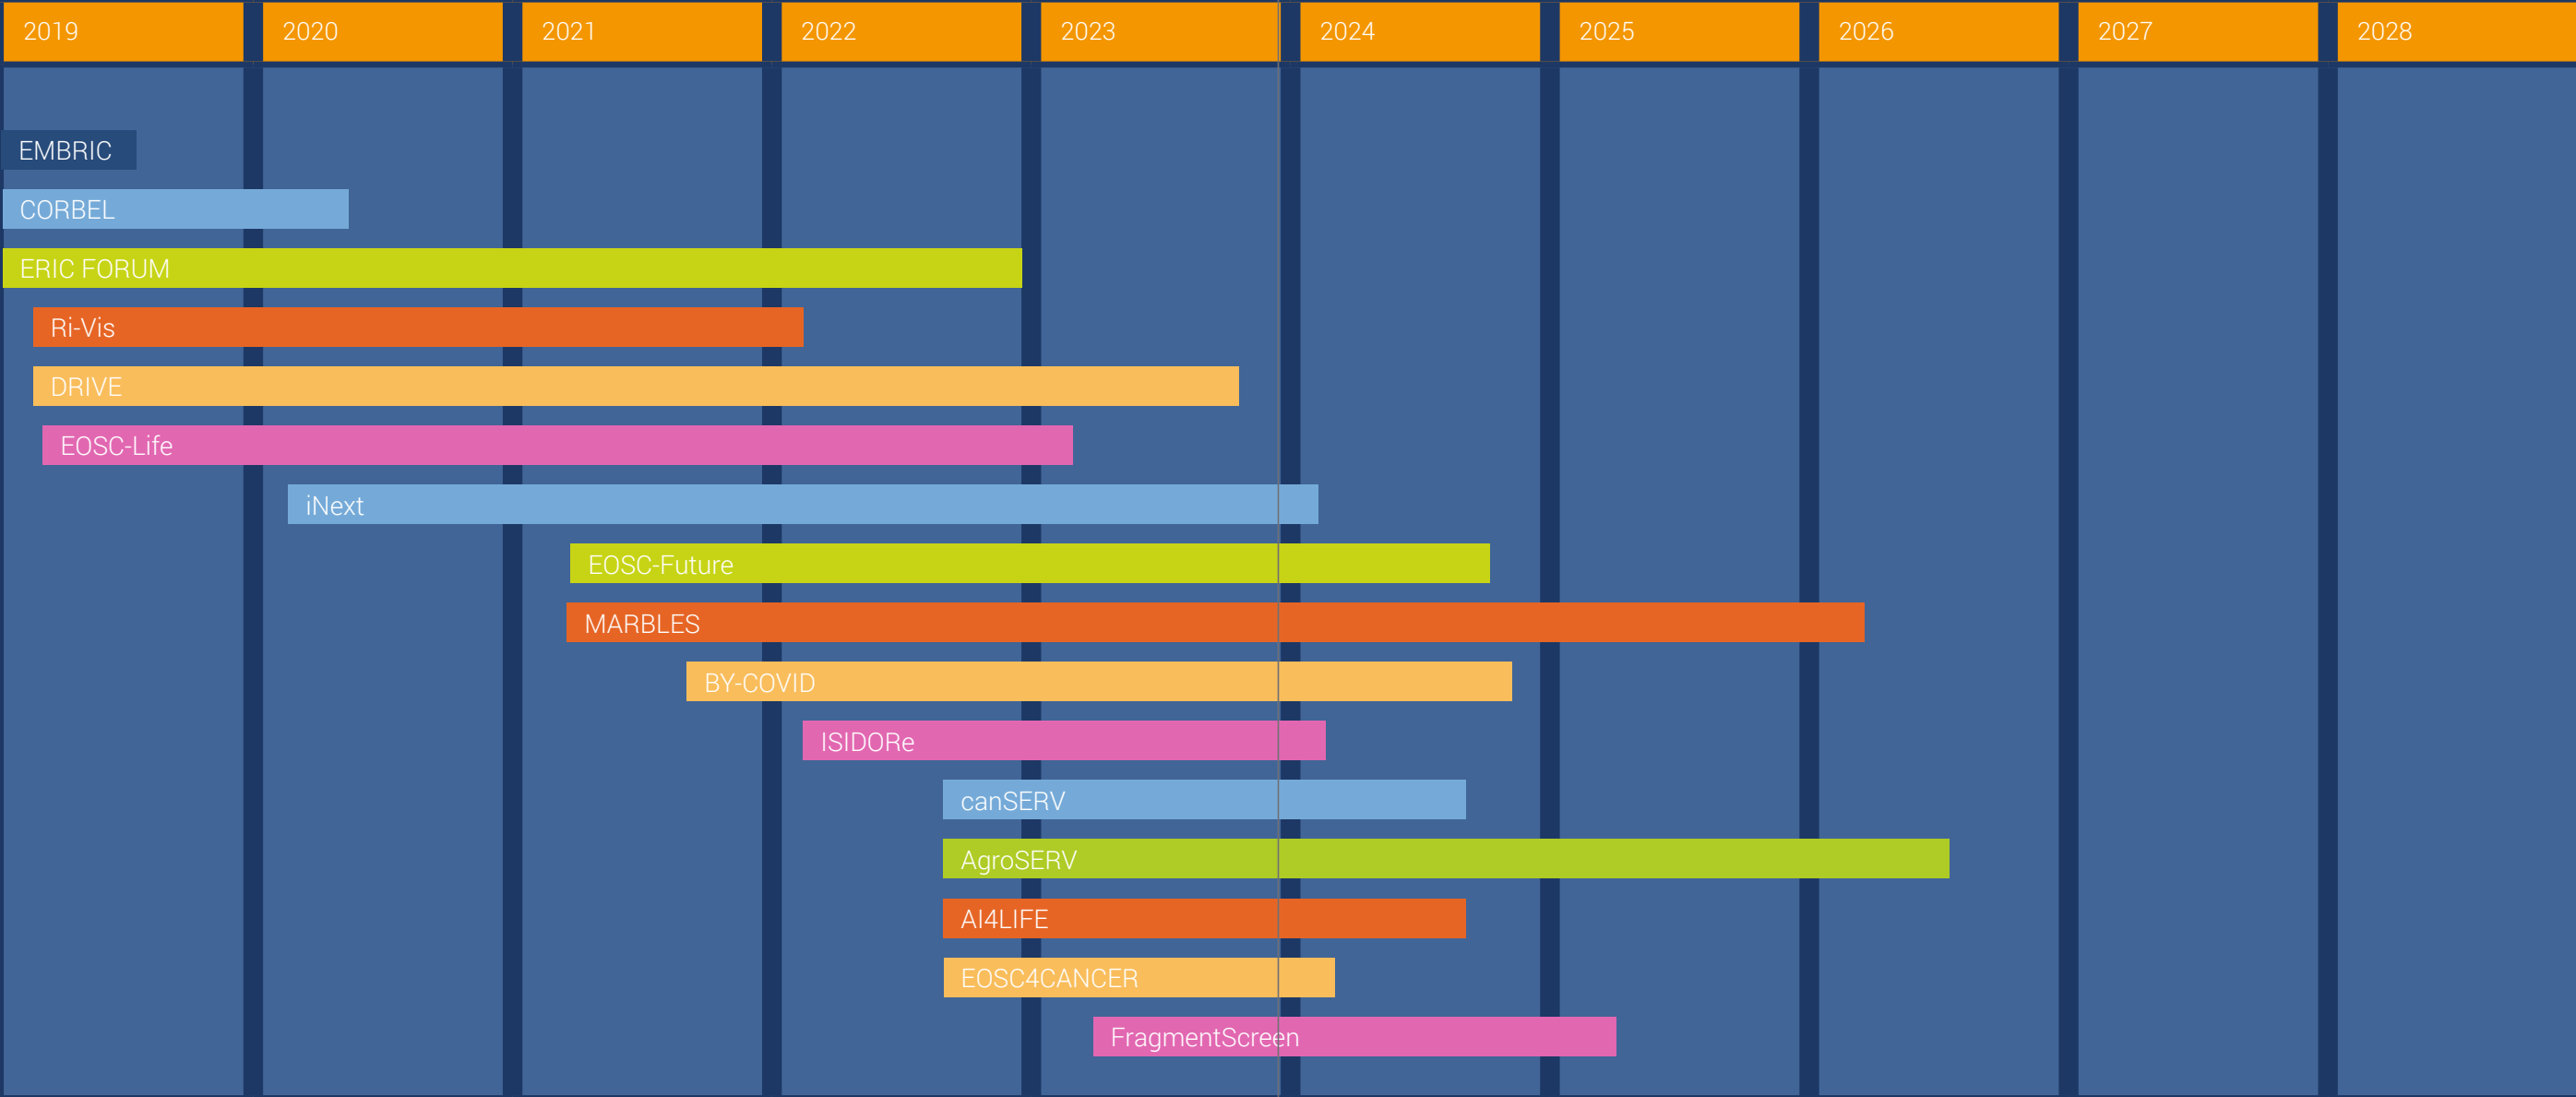 2019 2020 2021 2022 2023 2024 2025 2026 2027 2028
EMBRIC
CORBEL
ERIC FORUM
Ri-Vis
DRIVE
EOSC-Life
iNext
EOSC-Future
MARBLES
BY-COVID
ISIDORe
canSERV
AgroSERV
AI4LIFE
EOSC4CANCER
FragmentScreen